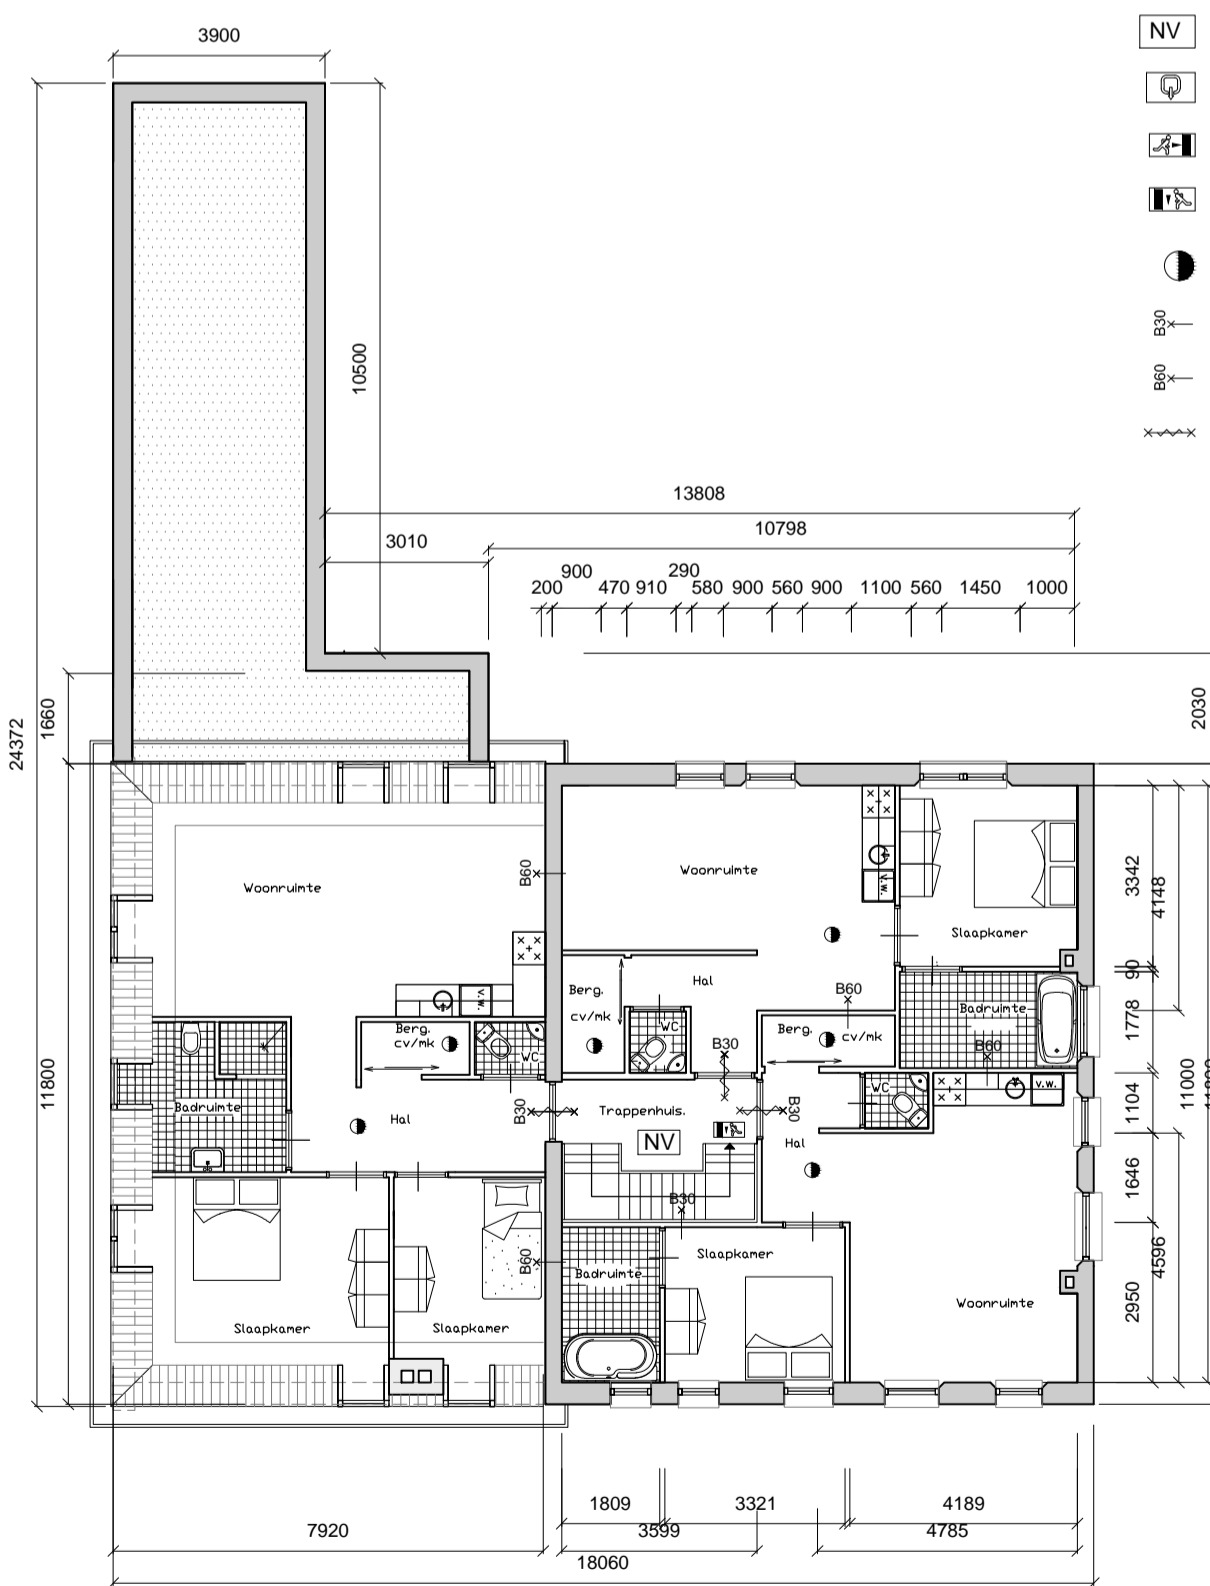 3900
NV
10500
B30
B60
13808
10798
3010
900
290
200
470
910
580
900
560
900
1100
560
1450
1000
24372
1660
2030
11800
Woonruimte
B60
Woonruimte
v.w.
Slaapkamer
3342
4148
90
1778
1104
11000
1646
4596
2950
Berg.
cv/mk
Hal
WC
B60
Badruimte
B60
v.w.
Berg.
cv/mk
WC
B30
Berg.
cv/mk
WC
v.w.
Badruimte
Hal
B30
Trappenhuis.
NV
B30
Hal
B30
B60
Slaapkamer
Badruimte
Woonruimte
Slaapkamer
Slaapkamer
1809
3321
4189
7920
3599
4785
18060